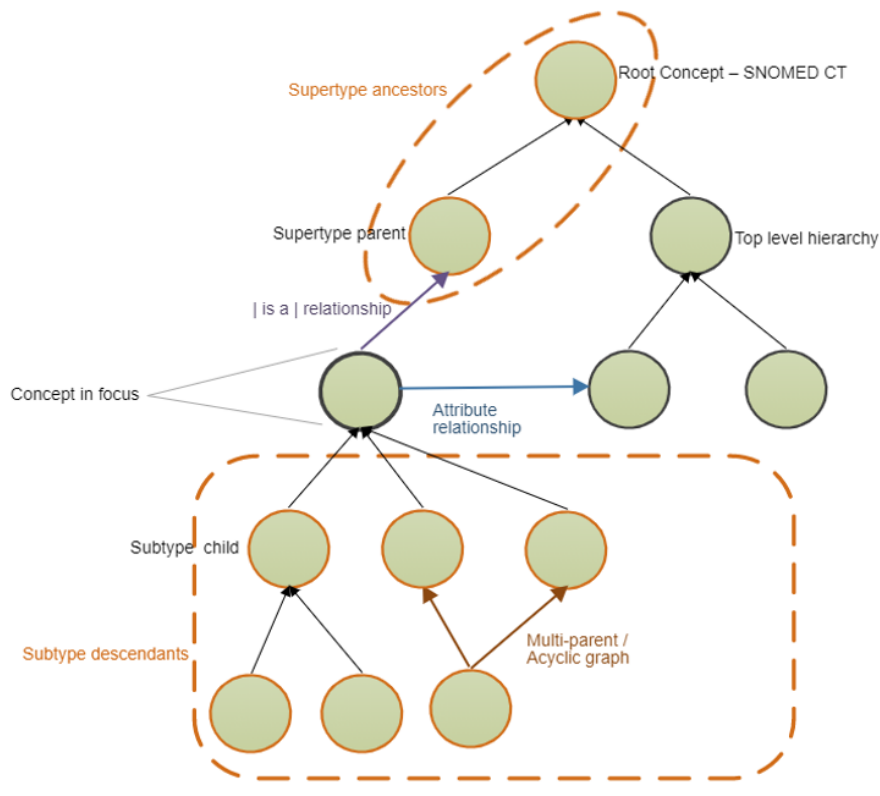 Root Concept – SNOMED CT
Supertype ancestors
Supertype parent
Top level hierarchy
| is a | relationship
Concept in focus
Attribute
relationship
Subtype child
Multi-parent /
Acyclic graph
Subtype descendants